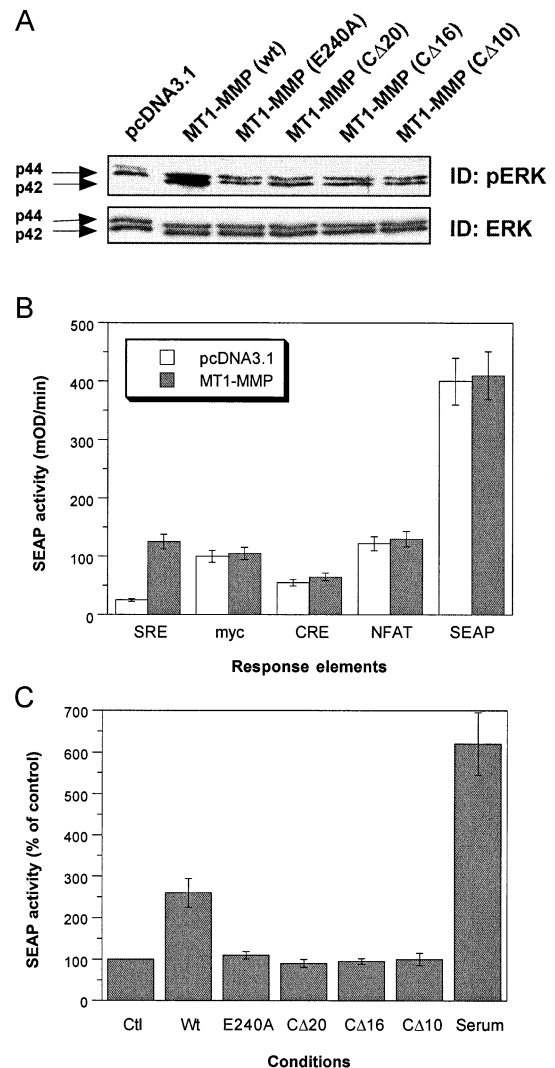 A
pcDNA3.1
MT1-MMP (wt)
MT1-MMP (E240A)
MT1-MMP (CΔ20)
MT1-MMP (CΔ16)
MT1-MMP (CΔ10)
p44
p42
ID: pERK
p44
p42
ID: ERK
B
500
400
300
200
100
0
SEAP activity (mOD/min)
pcDNA3.1
MT1-MMP
SRE
myc
CRE
NFAT
SEAP
Response elements
C
700
600
500
400
300
200
100
0
SEAP activity (% of control)
Ctl
Wt
E240A
CΔ20
CΔ16
CΔ10
Serum
Conditions